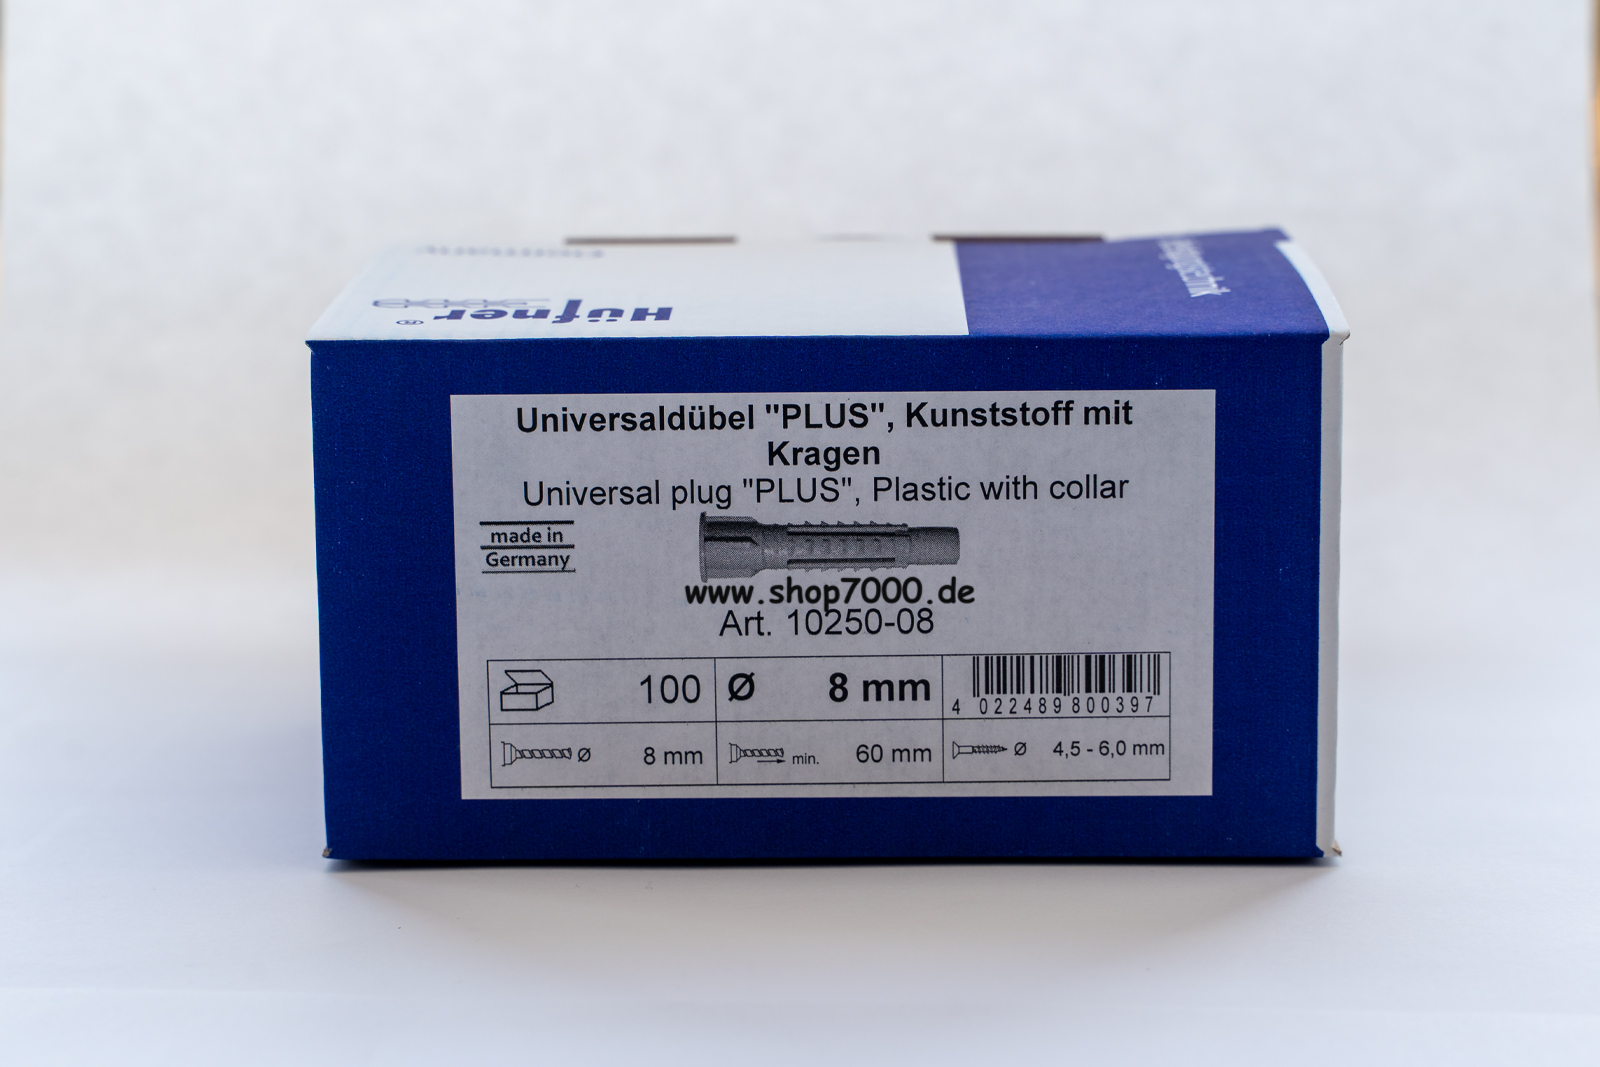 Hüfner®
Universaldübel "PLUS", Kunststoff mit
Kragen
Universal plug "PLUS", Plastic with collar
made in
Germany
www.shop7000.de
Art. 10250-08
100 Ø 8 mm
4 022489 800397
Ø 8 mm min. 60 mm Ø 4,5 - 6,0 mm